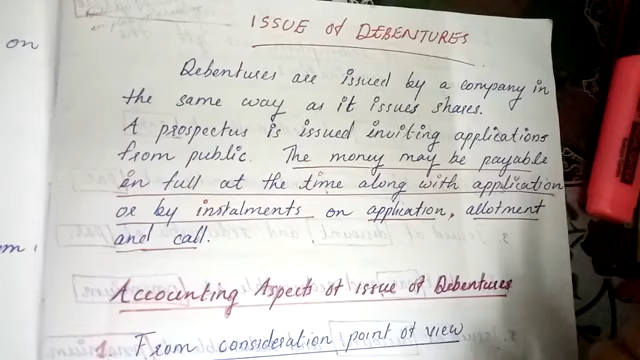 ISSUE of DEBENTURES
on
Debentures are issued by a company in
the same way as it issues shares.
A prospectus is issued inviting applications
from public. The money may be payable
in full at the time along with application
or by instalments on application, allotment
and call.
m,
Accounting Aspects of issue of Debentures
1. From consideration point of view